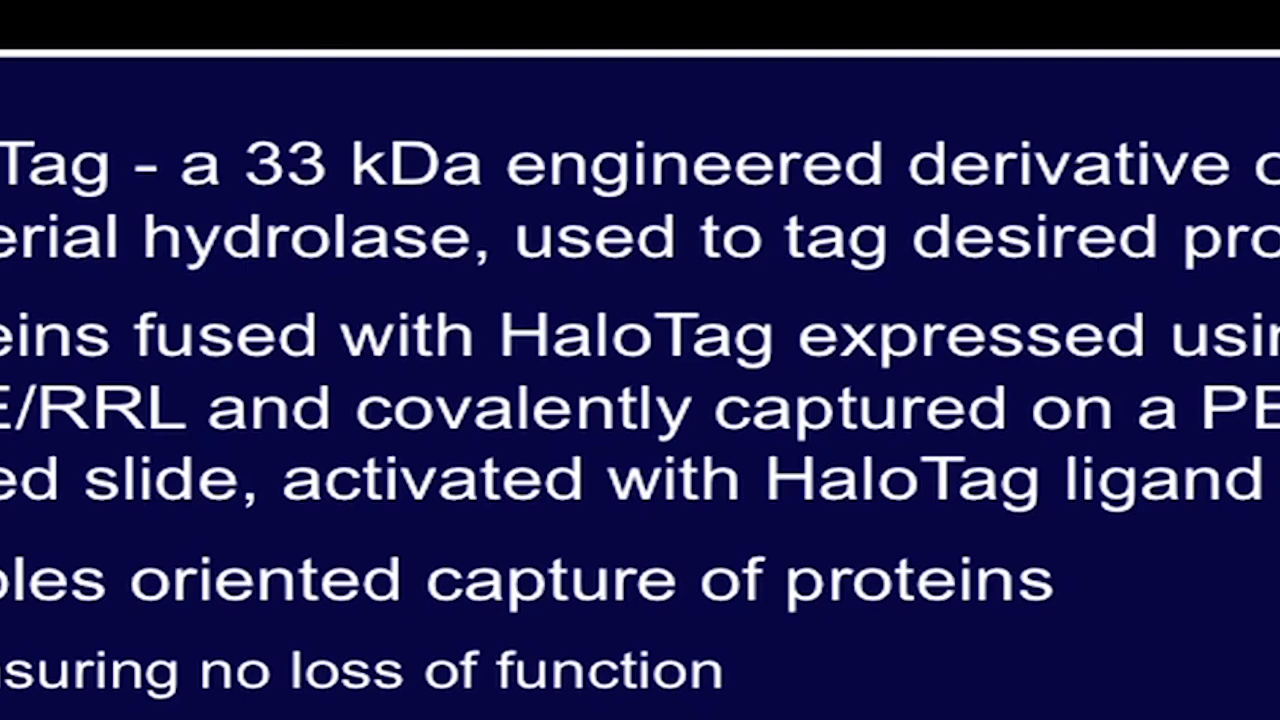 Tag - a 33 kDa engineered derivative o
erial hydrolase, used to tag desired pro
eins fused with HaloTag expressed usin
E/RRL and covalently captured on a PE
ed slide, activated with HaloTag ligand
bles oriented capture of proteins
nsuring no loss of function